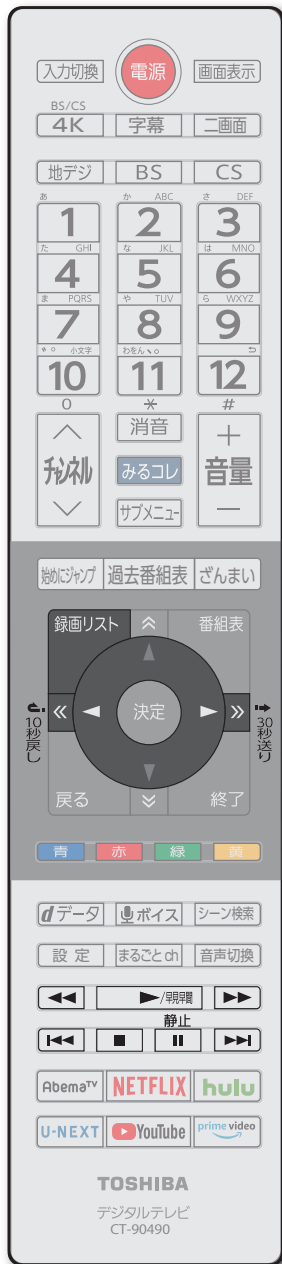 入力切換 電源 画面表示
BS/CS
4K 字幕 二画面
地デジ BS CS
あ か ABC さ DEF
1 2 3
た GHI な JKL は MNO
4 5 6
ま PQRS や TUV ら WXYZ
7 8 9
゛゜ 小文字 わをん、。
10 11 12
0 * #
消音
チャンネル みるコレ + 音量 −
サブメニュー
始めにジャンプ 過去番組表 ざんまい
録画リスト 番組表
10秒戻し 決定 30秒送り
戻る 終了
青 赤 緑 黄
dデータ ボイス シーン検索
設定 まるごとch 音声切換
静止
AbemaTV NETFLIX hulu
U-NEXT YouTube prime video
TOSHIBA
デジタルテレビ
CT-90490